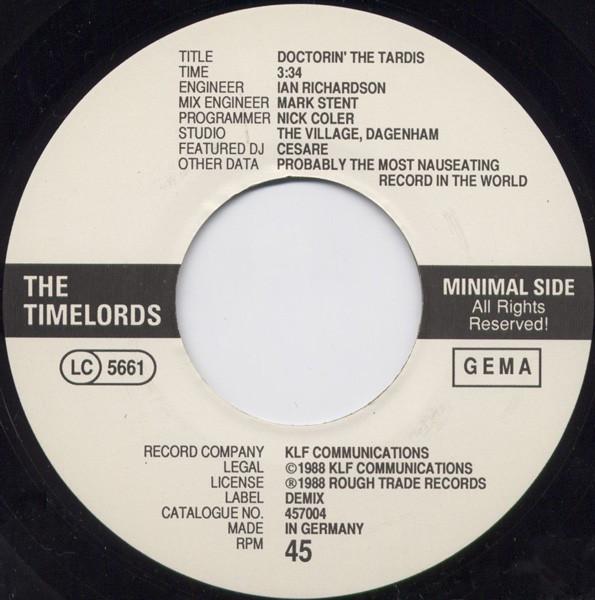 TITLE DOCTORIN' THE TARDIS
TIME 3:34
ENGINEER IAN RICHARDSON
MIX ENGINEER MARK STENT
PROGRAMMER NICK COLER
STUDIO THE VILLAGE, DAGENHAM
FEATURED DJ CESARE
OTHER DATA PROBABLY THE MOST NAUSEATING
RECORD IN THE WORLD
THE
TIMELORDS
MINIMAL SIDE
All Rights
Reserved!
LC 5661
GEMA
RECORD COMPANY KLF COMMUNICATIONS
LEGAL ©1988 KLF COMMUNICATIONS
LICENSE ®1988 ROUGH TRADE RECORDS
LABEL DEMIX
CATALOGUE NO. 457004
MADE IN GERMANY
RPM 45